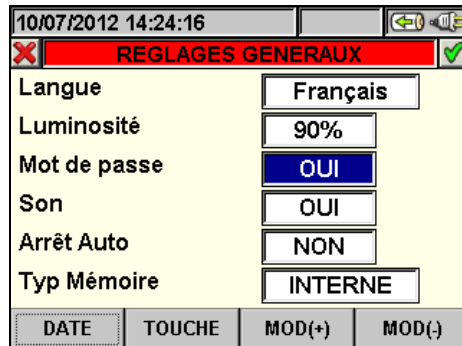 10/07/2012 14:24:16
REGLAGES GENERAUX
Langue Français
Luminosité 90%
Mot de passe OUI
Son OUI
Arrêt Auto NON
Typ Mémoire INTERNE
DATE TOUCHE MOD(+) MOD(-)